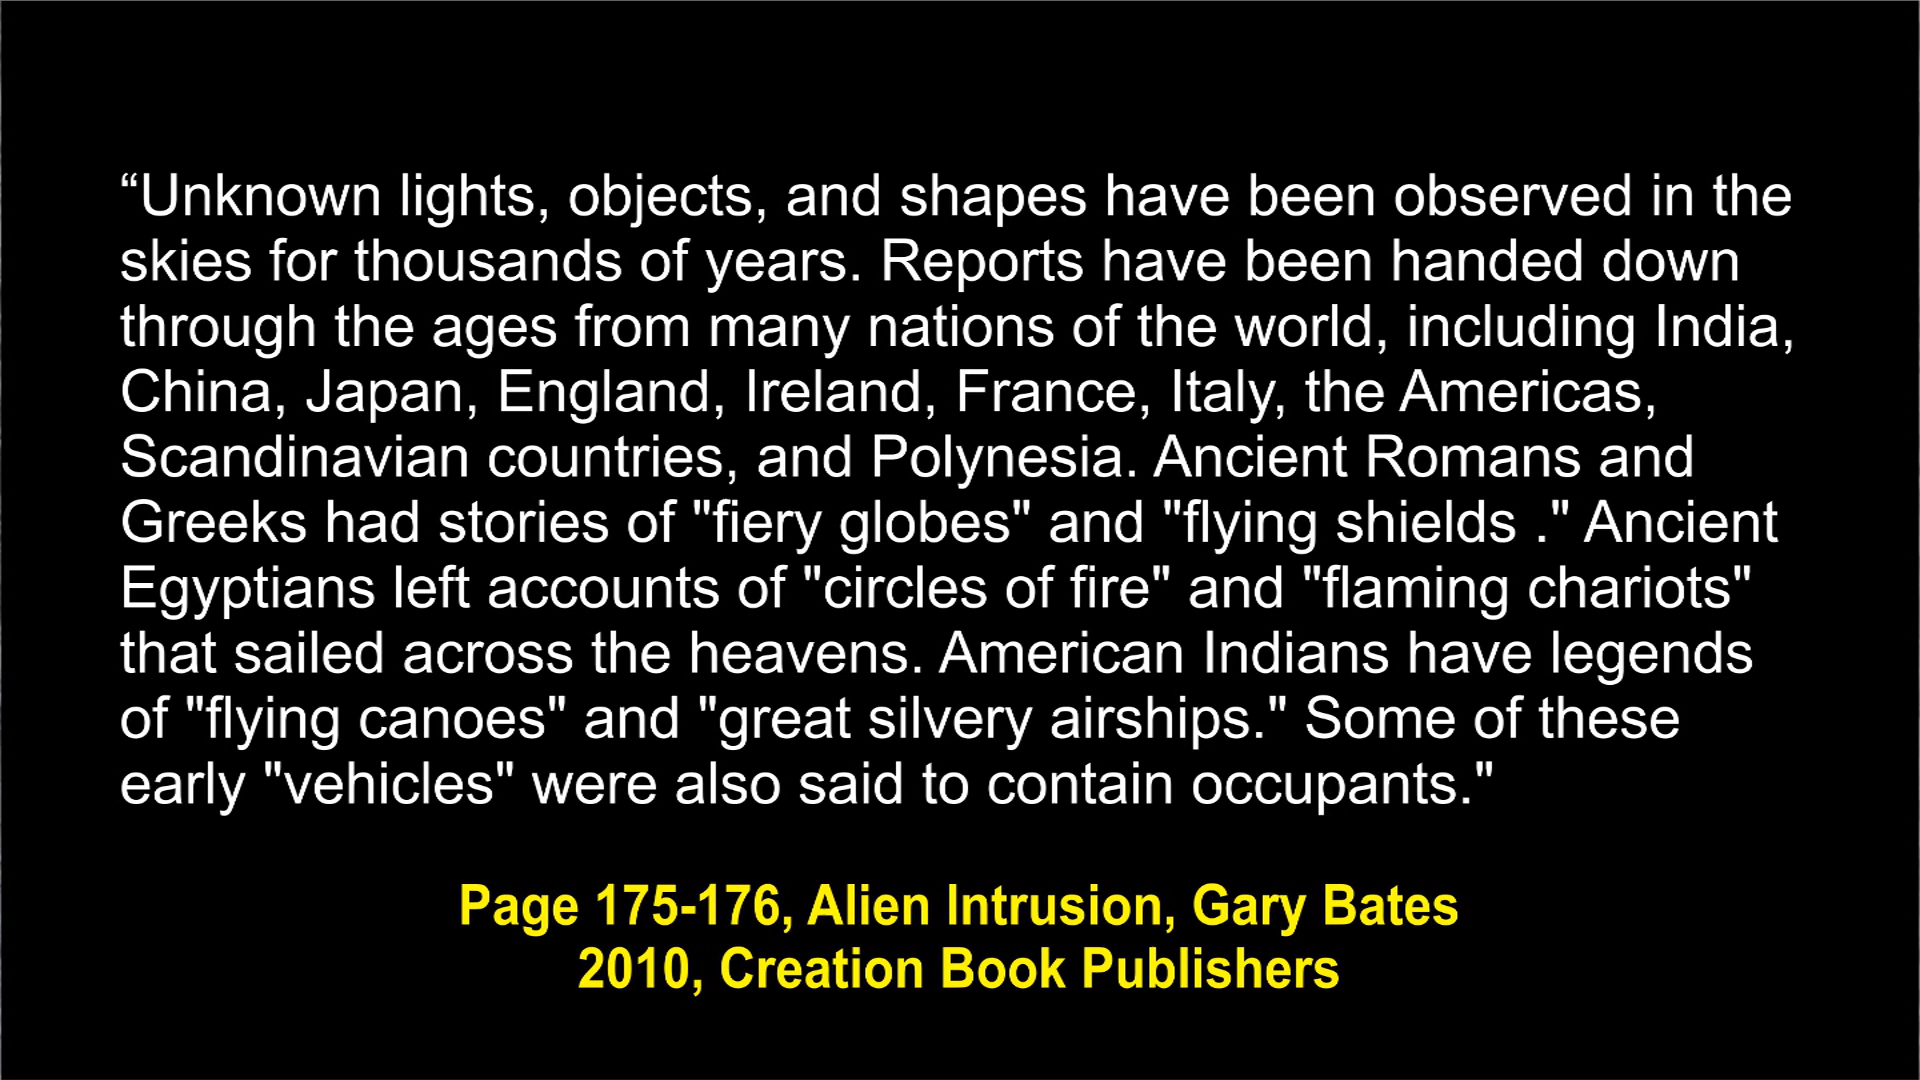 “Unknown lights, objects, and shapes have been observed in the
skies for thousands of years. Reports have been handed down
through the ages from many nations of the world, including India,
China, Japan, England, Ireland, France, Italy, the Americas,
Scandinavian countries, and Polynesia. Ancient Romans and
Greeks had stories of "fiery globes" and "flying shields ." Ancient
Egyptians left accounts of "circles of fire" and "flaming chariots"
that sailed across the heavens. American Indians have legends
of "flying canoes" and "great silvery airships." Some of these
early "vehicles" were also said to contain occupants."
Page 175-176, Alien Intrusion, Gary Bates
2010, Creation Book Publishers